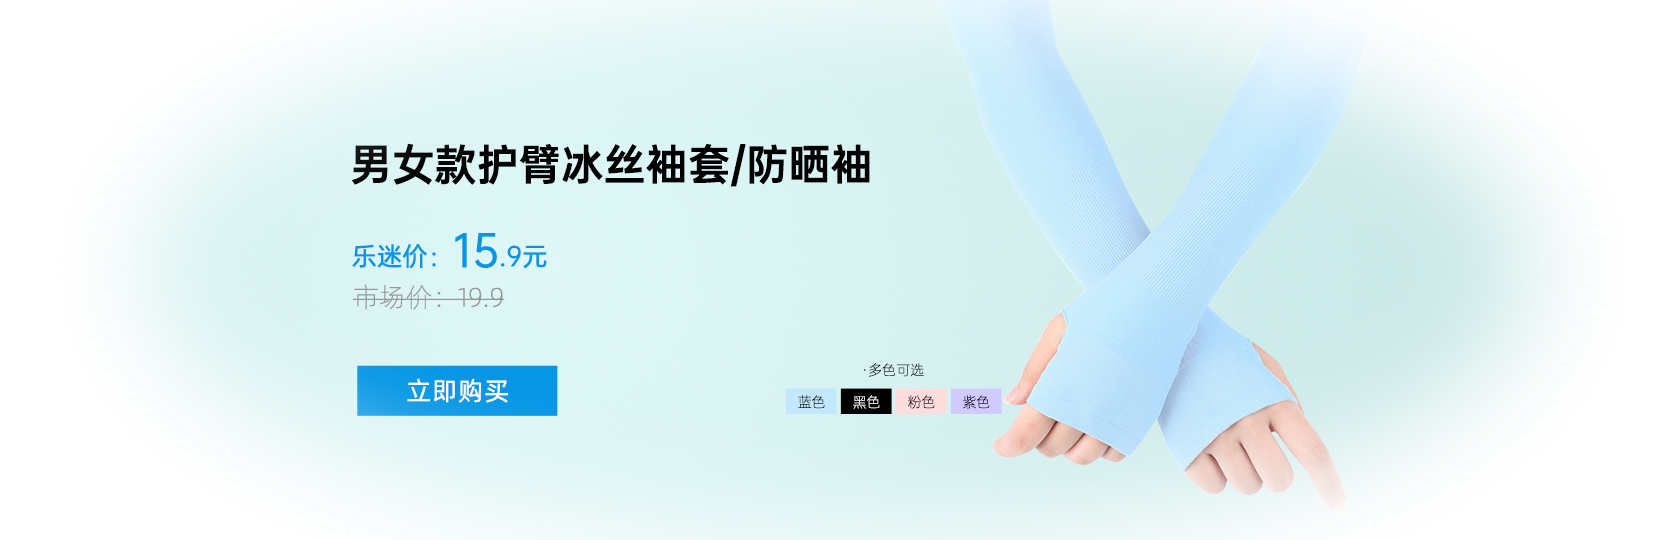 男女款护臂冰丝袖套/防晒袖
乐迷价：15.9元
市场价：19.9
立即购买
·多色可选
蓝色 黑色 粉色 紫色